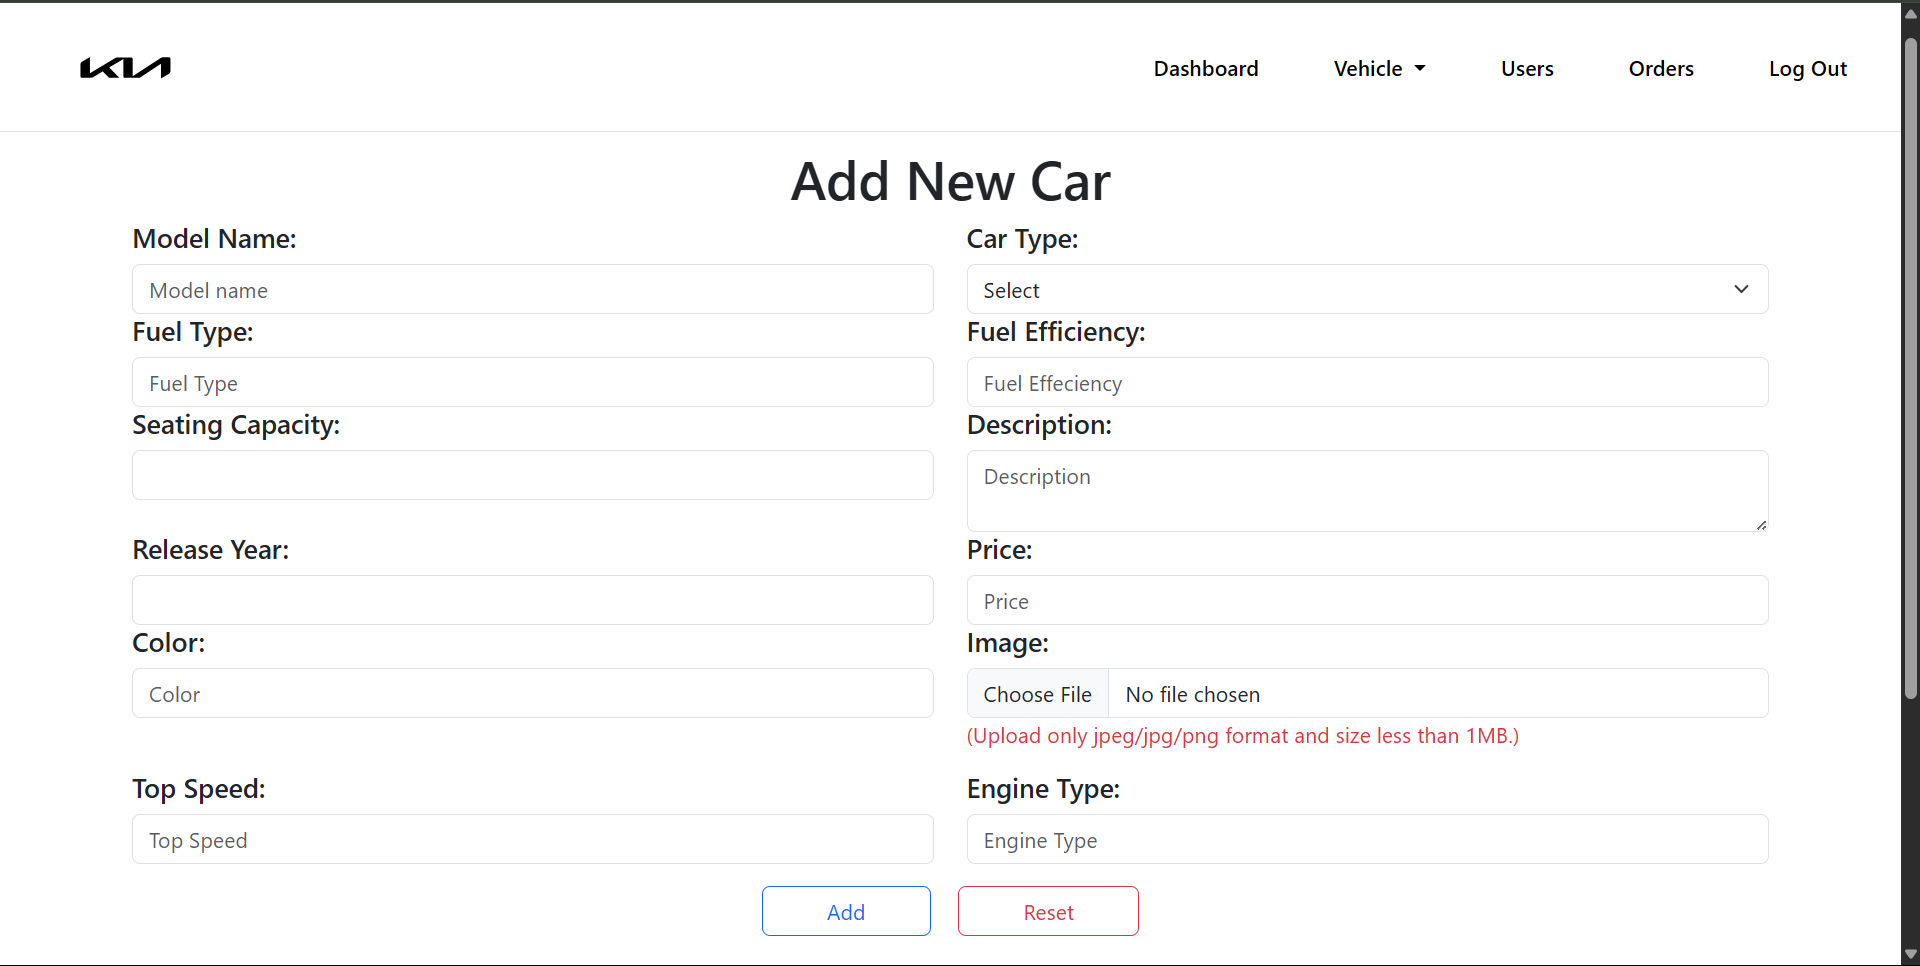 KIA
Dashboard Vehicle Users Orders Log Out
Add New Car
Model Name: Car Type:
Model name Select
Fuel Type: Fuel Efficiency:
Fuel Type Fuel Effeciency
Seating Capacity: Description:
Description
Release Year: Price:
Price
Color: Image:
Color Choose File No file chosen
(Upload only jpeg/jpg/png format and size less than 1MB.)
Top Speed: Engine Type:
Top Speed Engine Type
Add Reset